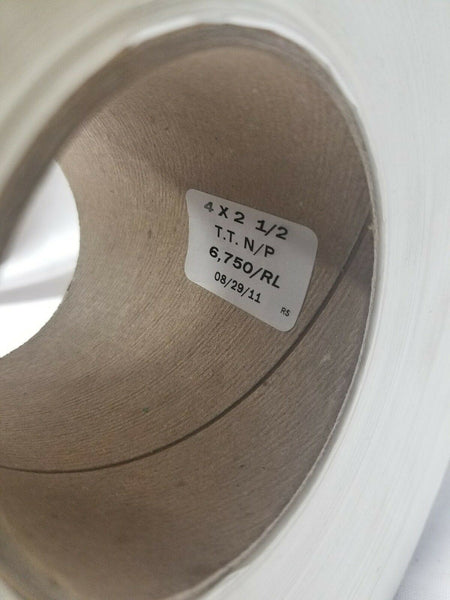 4 X 2 1/2
T.T. N/P
6,750/RL
08/29/11
RS